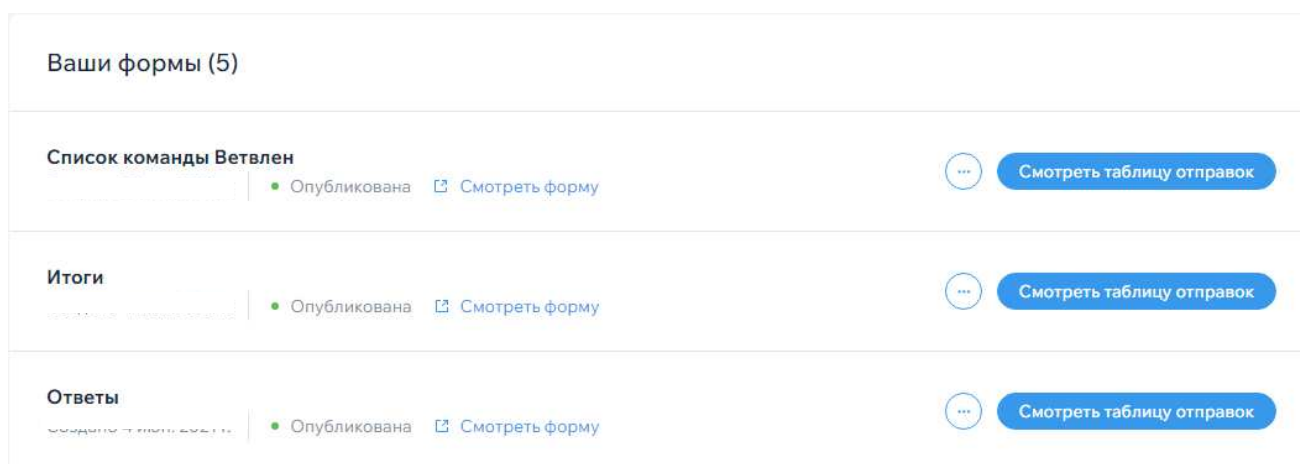 Ваши формы (5)
Список команды Ветвлен
Опубликована Смотреть форму
Смотреть таблицу отправок
Итоги
Опубликована Смотреть форму
Смотреть таблицу отправок
Ответы
Опубликована Смотреть форму
Смотреть таблицу отправок